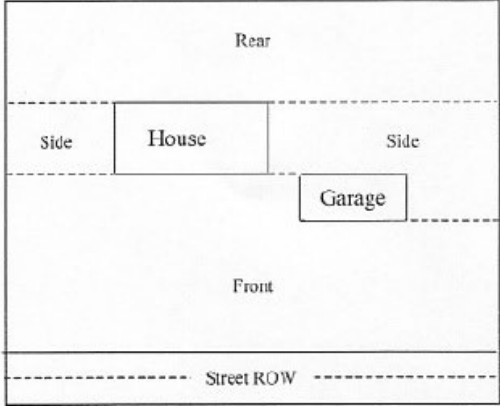 Rear
Side
House
Side
Garage
Front
Street ROW